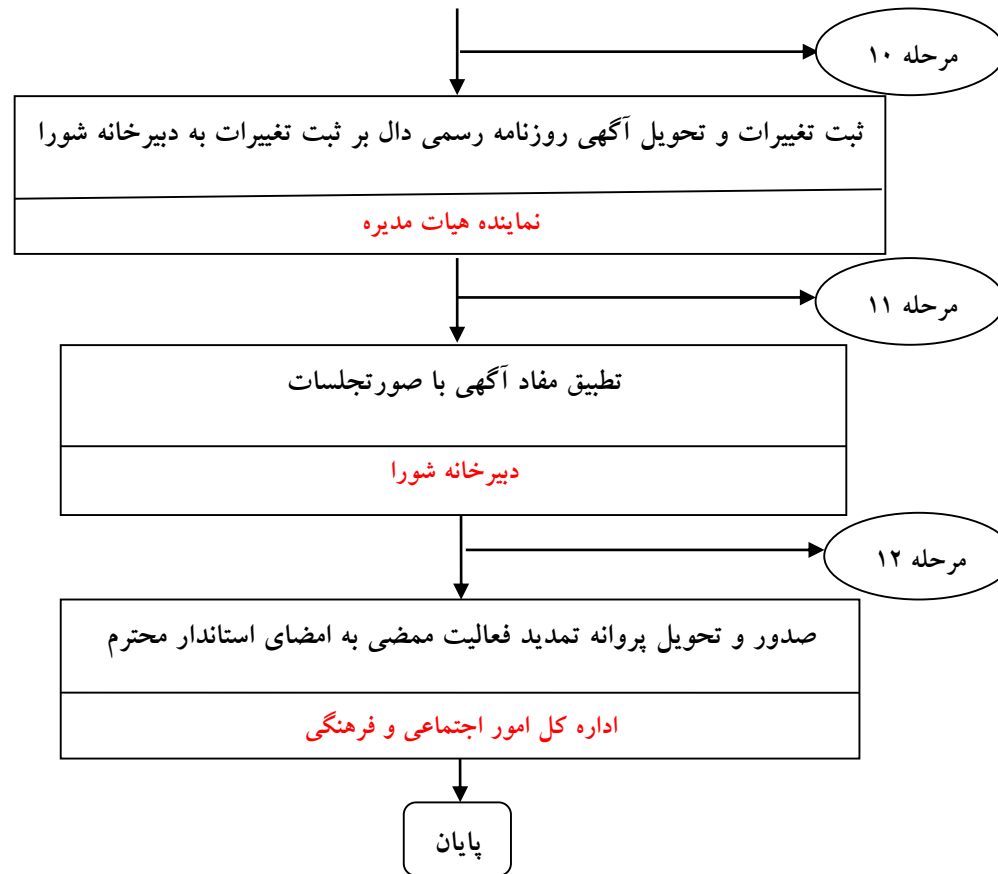 مرحله ۱۰
ثبت تغییرات و تحویل آگهی روزنامه رسمی دال بر ثبت تغییرات به دبیرخانه شورا
نماینده هیات مدیره
مرحله ۱۱
تطبیق مفاد آگهی با صورتجلسات
دبیرخانه شورا
مرحله ۱۲
صدور و تحویل پروانه تمدید فعالیت ممضی به امضای استاندار محترم
اداره کل امور اجتماعی و فرهنگی
پایان